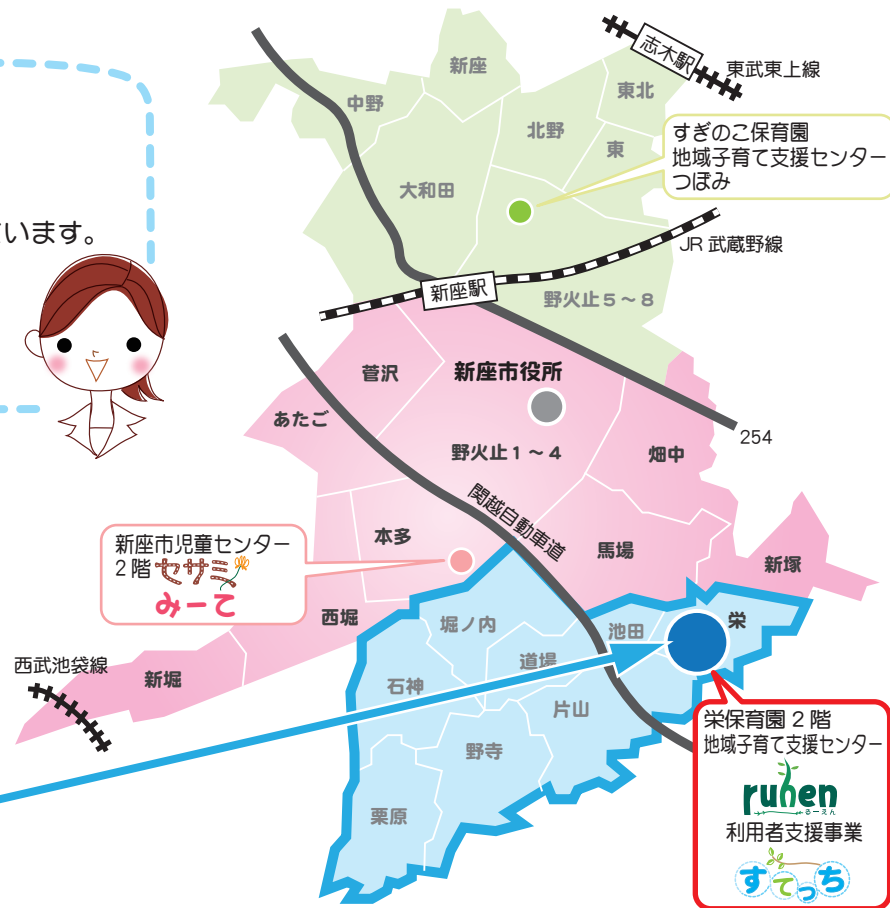 志木駅
東武東上線
新座
中野
東北
北野
東
すぎのこ保育園
地域子育て支援センター
つぼみ
大和田
います。
JR 武蔵野線
新座駅
野火止５～８
菅沢
新座市役所
あたご
254
野火止１～４
畑中
関越自動車道
本多
新座市児童センター
2階 セサミ
みーて
馬場
新塚
西堀
堀ノ内
池田
栄
西武池袋線
新堀
道場
石神
片山
栄保育園 2 階
地域子育て支援センター
ruhen
るーえん
利用者支援事業
すてっち
野寺
栗原